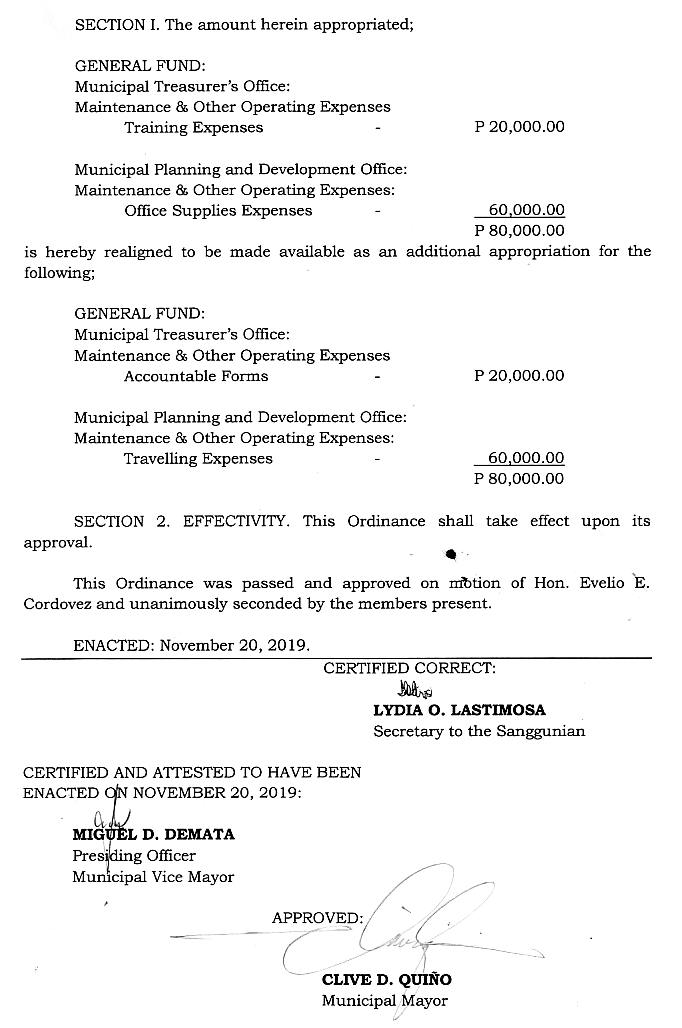 SECTION I. The amount herein appropriated;
GENERAL FUND:
Municipal Treasurer's Office:
Maintenance & Other Operating Expenses
Training Expenses - P 20,000.00
Municipal Planning and Development Office:
Maintenance & Other Operating Expenses:
Office Supplies Expenses - 60,000.00
P 80,000.00
is hereby realigned to be made available as an additional appropriation for the
following;
GENERAL FUND:
Municipal Treasurer's Office:
Maintenance & Other Operating Expenses
Accountable Forms - P 20,000.00
Municipal Planning and Development Office:
Maintenance & Other Operating Expenses:
Travelling Expenses - 60,000.00
P 80,000.00
SECTION 2. EFFECTIVITY. This Ordinance shall take effect upon its
approval.
This Ordinance was passed and approved on motion of Hon. Evelio E.
Cordovez and unanimously seconded by the members present.
ENACTED: November 20, 2019.
CERTIFIED CORRECT:
LYDIA O. LASTIMOSA
Secretary to the Sanggunian
CERTIFIED AND ATTESTED TO HAVE BEEN
ENACTED ON NOVEMBER 20, 2019:
MIGUEL D. DEMATA
Presiding Officer
Municipal Vice Mayor
APPROVED:
CLIVE D. QUIÑO
Municipal Mayor